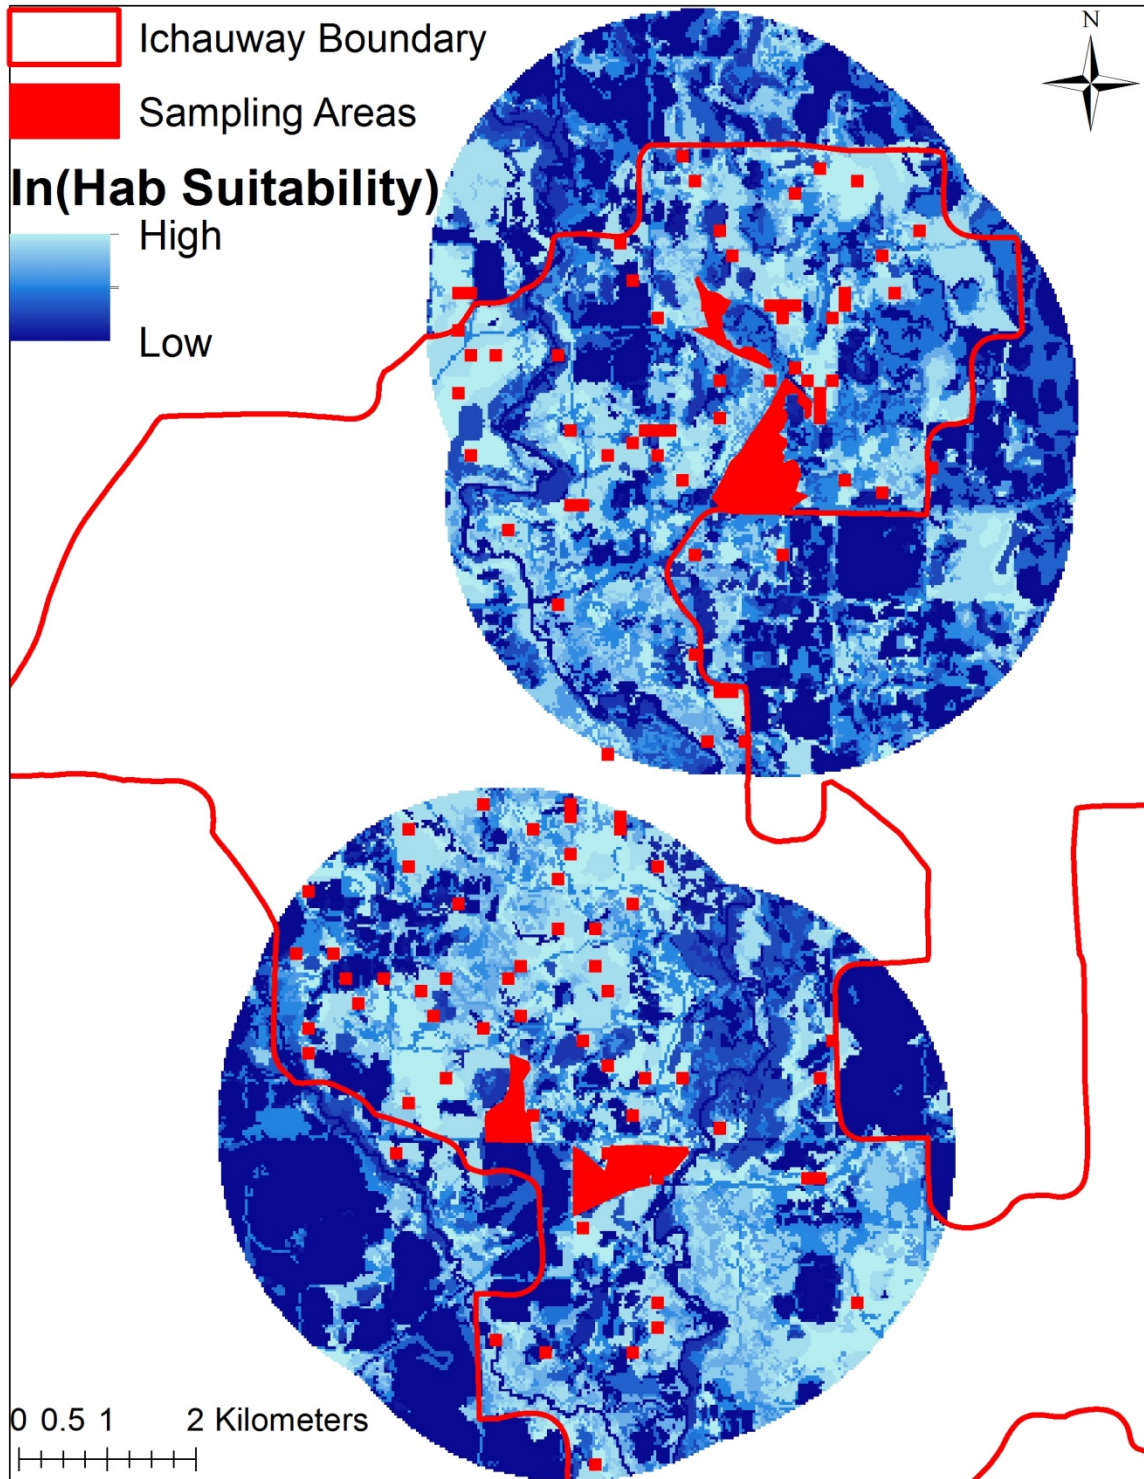 N
Ichauway Boundary
Sampling Areas
ln(Hab Suitability)
High
Low
0 0.5 1 2 Kilometers